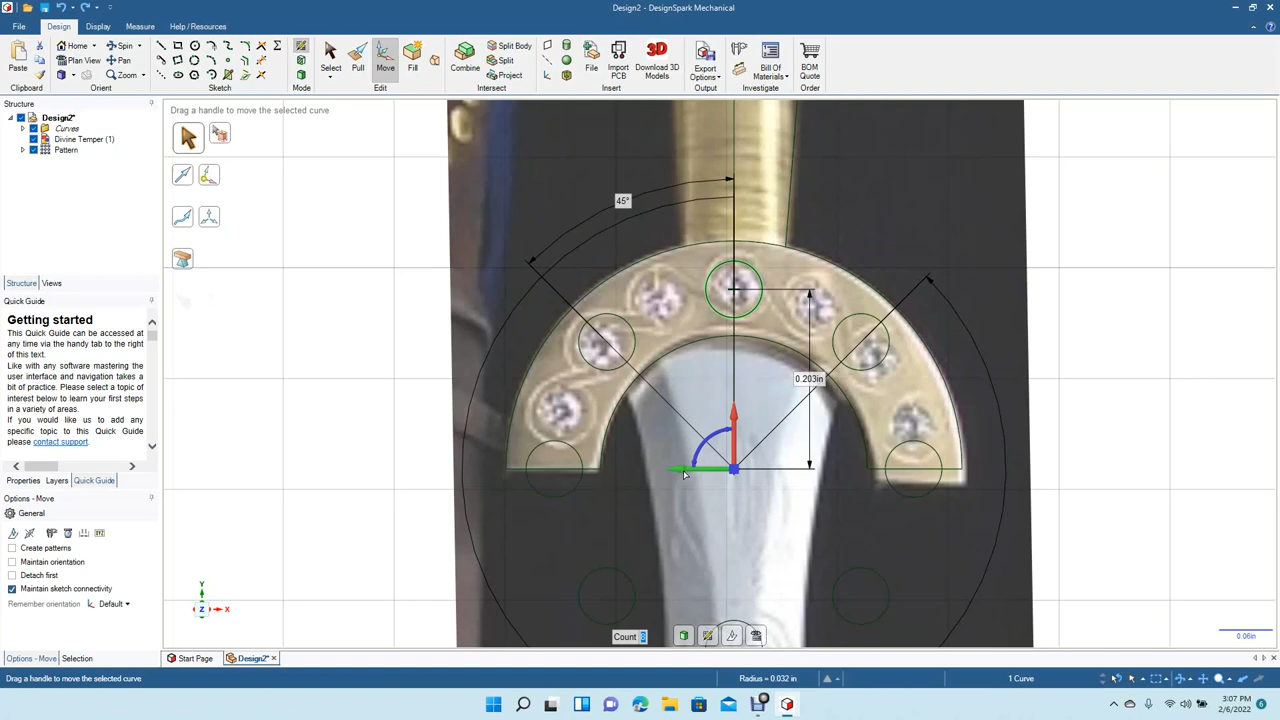 Design2 - DesignSpark Mechanical
File
Design
Display
Measure
Help / Resources
Paste
Clipboard
Home
Spin
Plan View
Pan
Zoom
Orient
Sketch
Mode
Select
Pull
Move
Fill
Edit
Combine
Split Body
Split
Project
Intersect
File
Import PCB
Download 3D Models
3D
Insert
Export Options
Output
Bill Of Materials
Investigate
BOM Quote
Order
Structure
Design2*
Curves
Divine Temper (1)
Pattern
Structure
Views
Quick Guide
Getting started
This Quick Guide can be accessed at
any time via the handy tab to the right
of this text.
Like with any software mastering the
user interface and navigation takes a
bit of practice. Please select a topic of
interest below to learn your first steps
in a variety of areas.
If you would like us to add any
specific topic to this Quick Guide
please contact support.
Properties
Layers
Quick Guide
Options - Move
General
XYZ
Create patterns
Maintain orientation
Detach first
Maintain sketch connectivity
Remember orientation
Default
Options - Move
Selection
Drag a handle to move the selected curve
45°
0.203in
Y
Z
X
Count 8
0.06in
Start Page
Design2*
Drag a handle to move the selected curve
Radius = 0.032 in
1 Curve
3:07 PM
2/6/2022
6